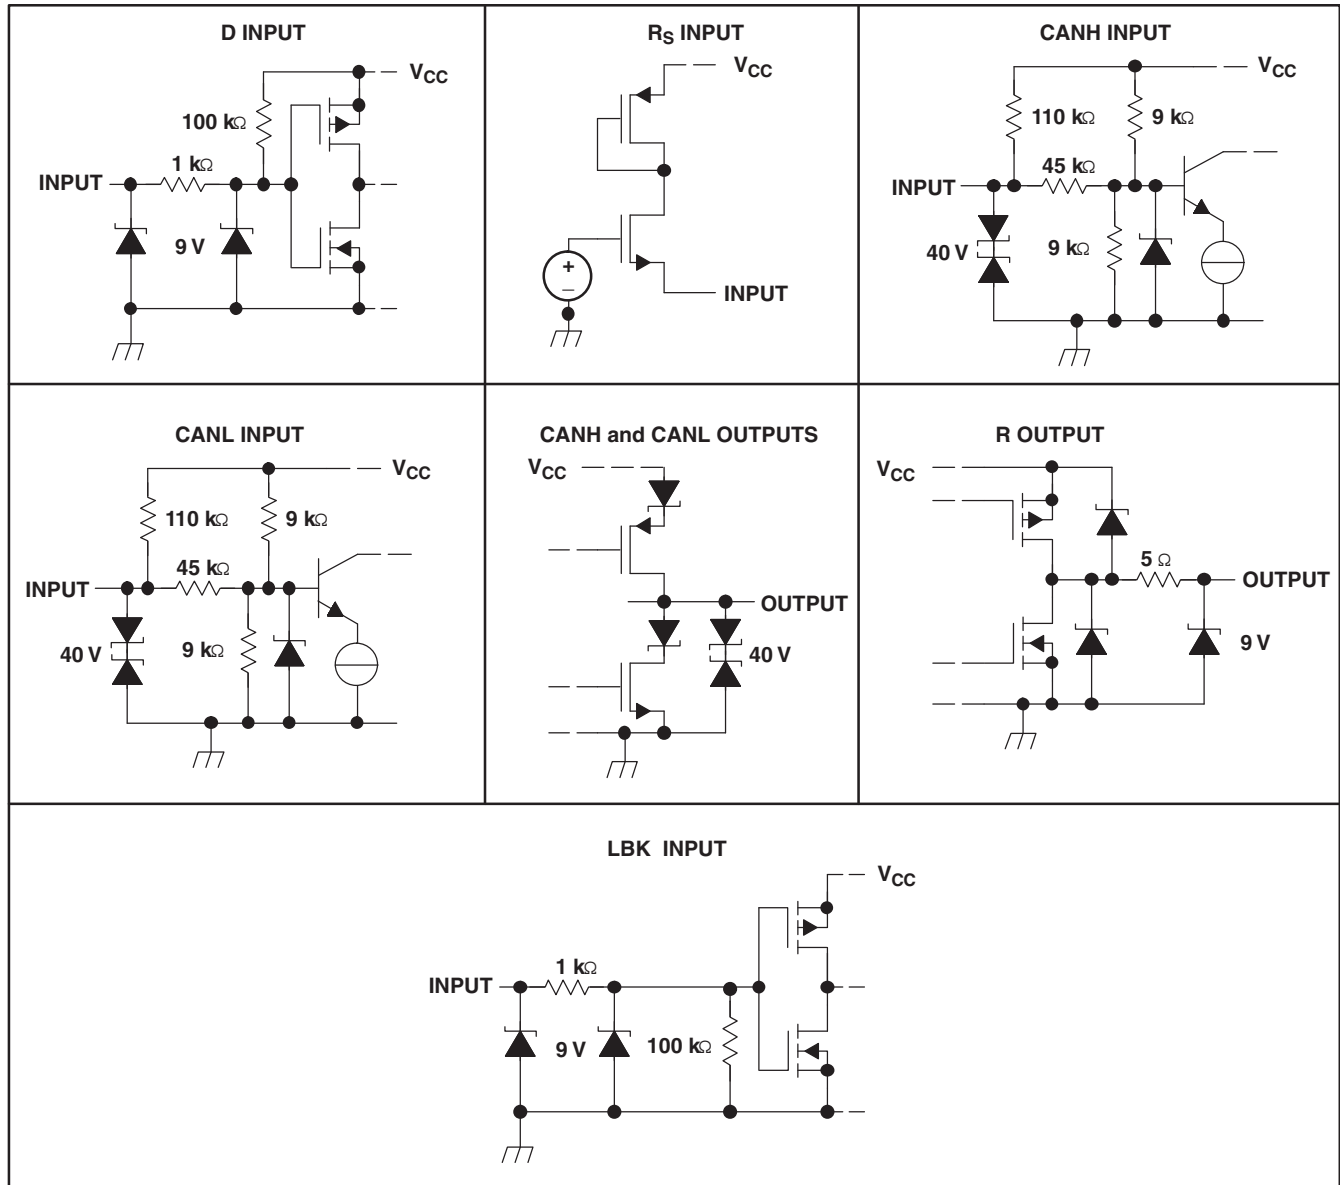 D INPUT
V_CC
100 kΩ
1 kΩ
INPUT
9 V
R_S INPUT
V_CC
+
−
INPUT
CANH INPUT
V_CC
110 kΩ
9 kΩ
45 kΩ
INPUT
40 V
9 kΩ
CANL INPUT
V_CC
110 kΩ
9 kΩ
45 kΩ
INPUT
40 V
9 kΩ
CANH and CANL OUTPUTS
V_CC
OUTPUT
40 V
R OUTPUT
V_CC
5 Ω
OUTPUT
9 V
LBK INPUT
V_CC
1 kΩ
INPUT
9 V
100 kΩ